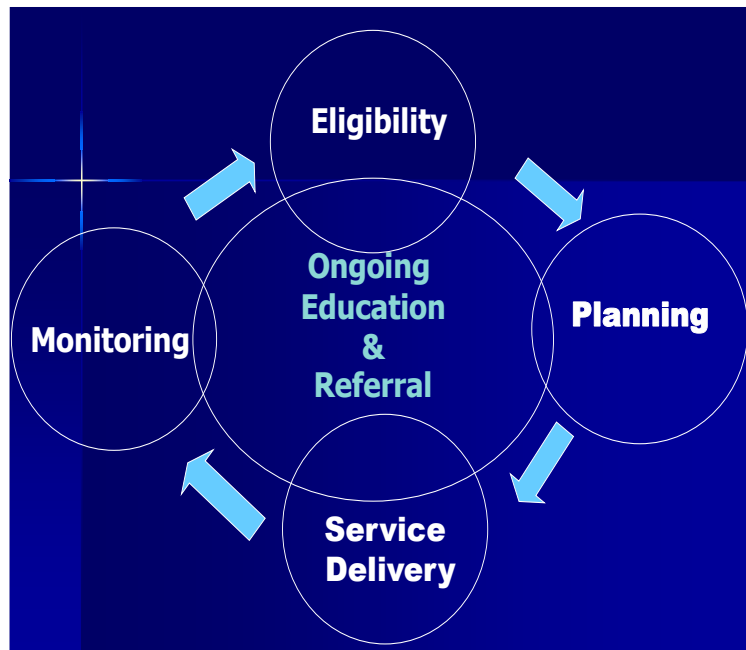 Eligibility
Ongoing
Education
&
Referral
Planning
Monitoring
Service
Delivery